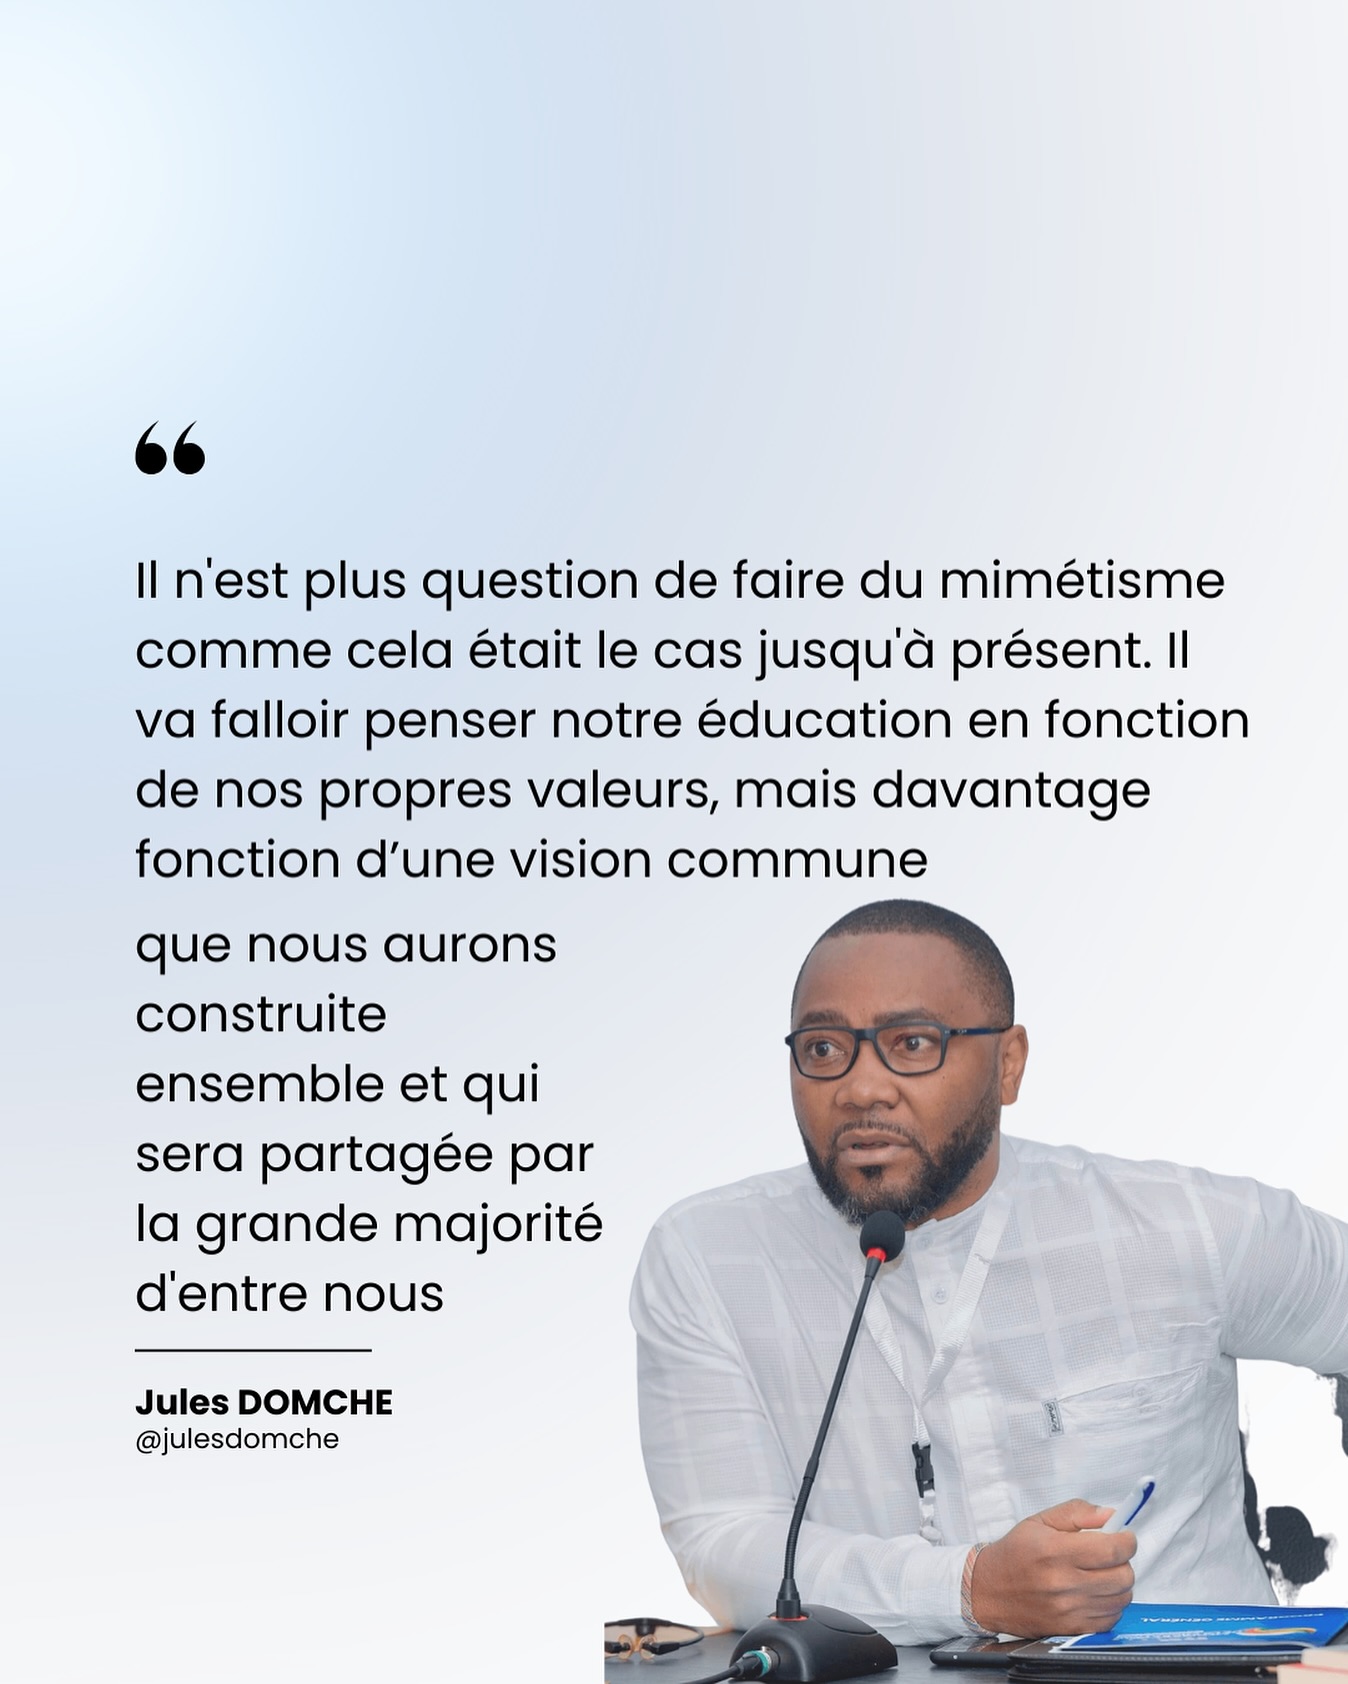 “
Il n'est plus question de faire du mimétisme
comme cela était le cas jusqu'à présent. Il
va falloir penser notre éducation en fonction
de nos propres valeurs, mais davantage
fonction d’une vision commune
que nous aurons
construite
ensemble et qui
sera partagée par
la grande majorité
d'entre nous
Jules DOMCHE
@julesdomche
PROGRAMME GÉNÉRAL